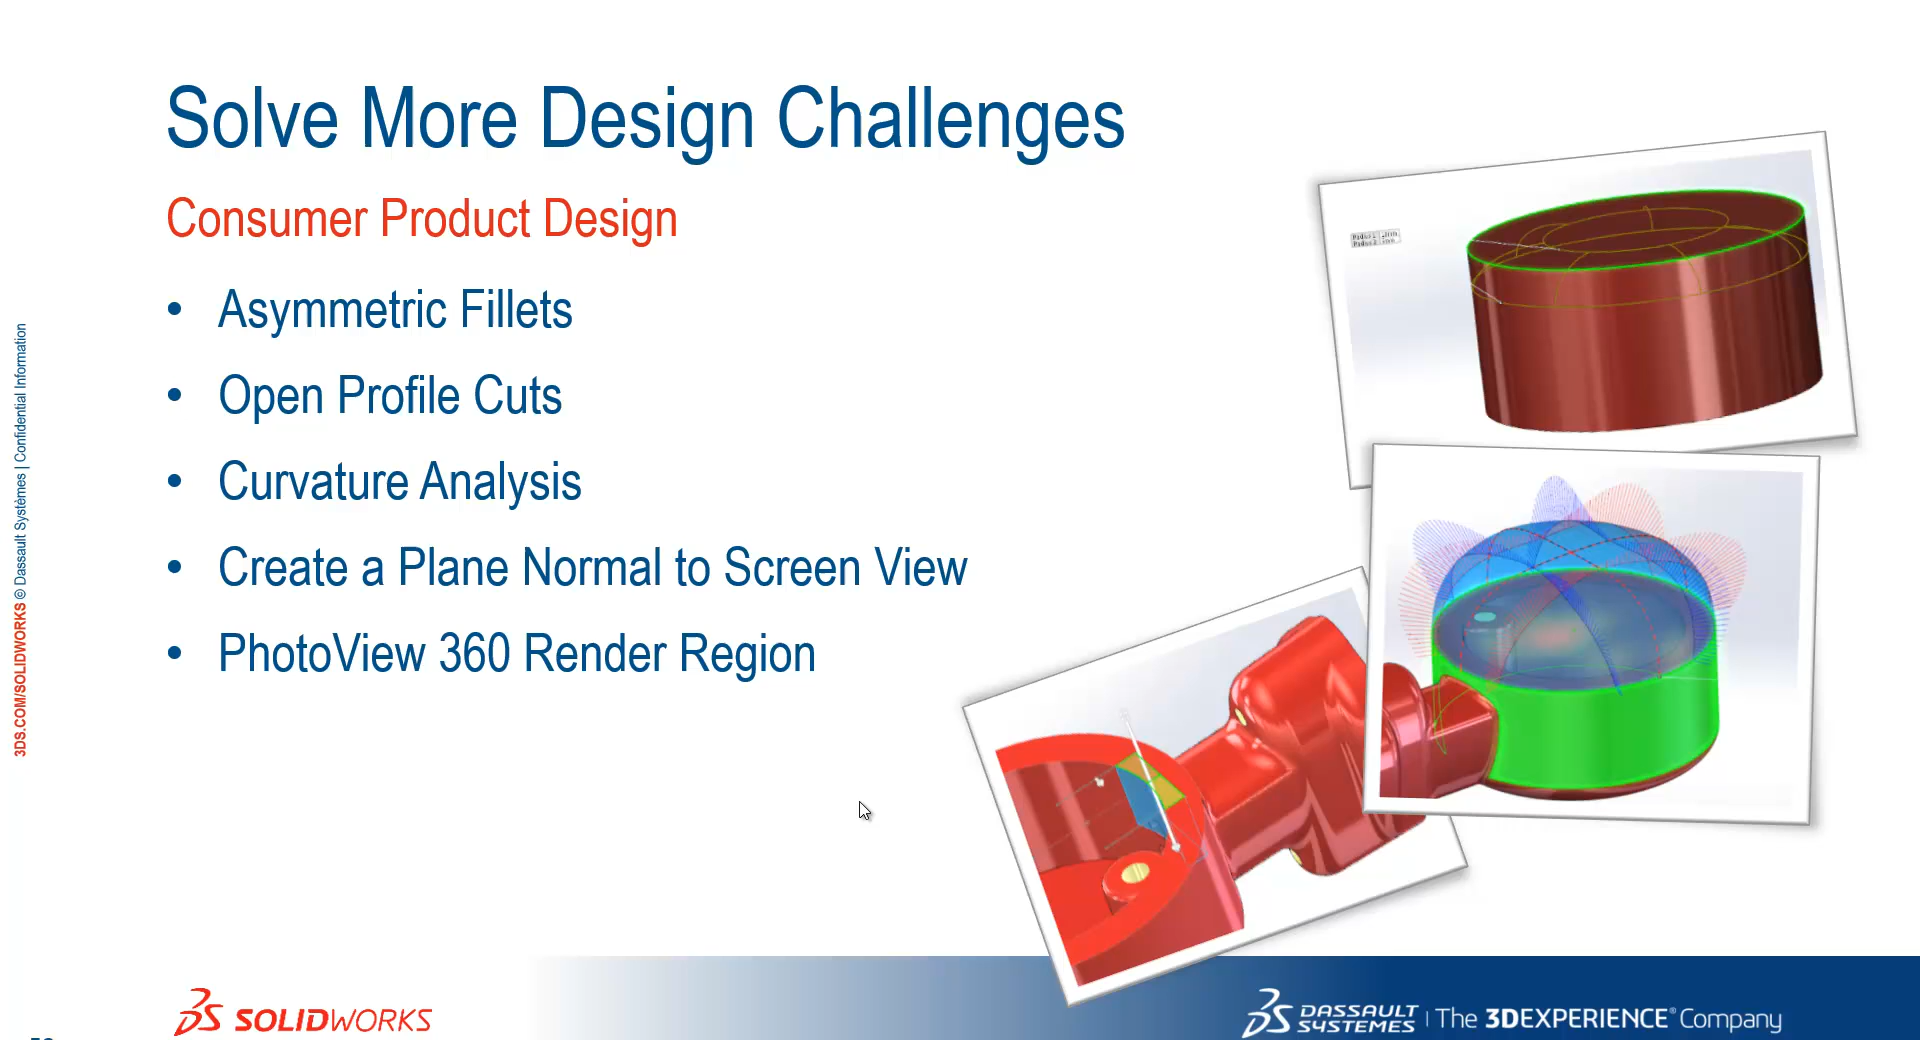 Solve More Design Challenges
Consumer Product Design
• Asymmetric Fillets
• Open Profile Cuts
• Curvature Analysis
• Create a Plane Normal to Screen View
• PhotoView 360 Render Region
3DS.COM/SOLIDWORKS © Dassault Systèmes | Confidential Information
SOLIDWORKS
DASSAULT SYSTEMES | The 3DEXPERIENCE® Company